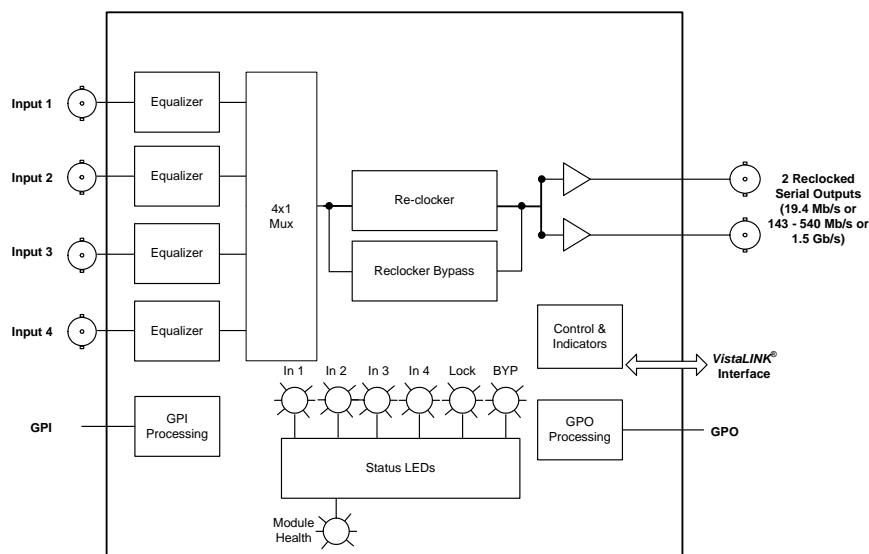 Input 1
Equalizer
Input 2
Equalizer
Input 3
Equalizer
Input 4
Equalizer
4x1
Mux
Re-clocker
Reclocker Bypass
2 Reclocked
Serial Outputs
(19.4 Mb/s or
143 - 540 Mb/s or
1.5 Gb/s)
Control &
Indicators
VistaLINK®
Interface
In 1
In 2
In 3
In 4
Lock
BYP
GPI
GPI
Processing
Status LEDs
GPO
Processing
GPO
Module
Health